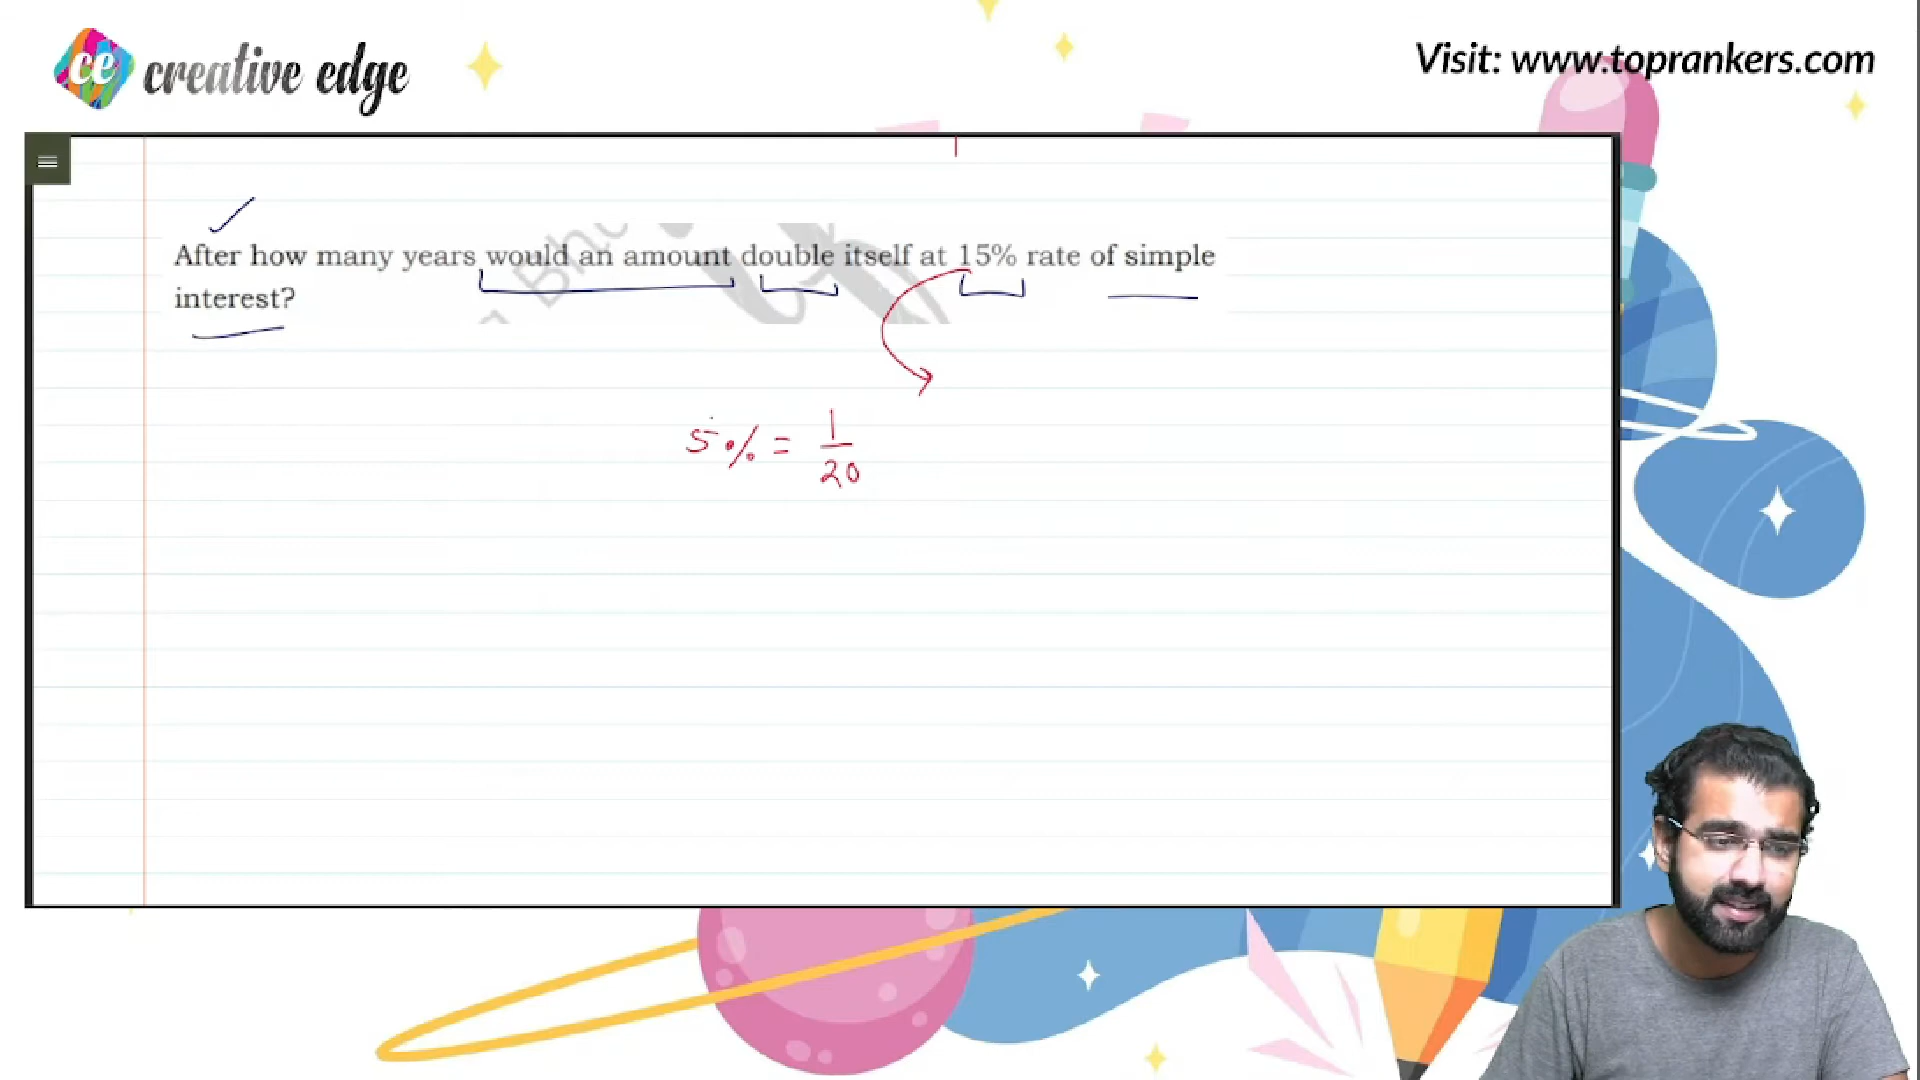 ce creative edge
Visit: www.toprankers.com
After how many years would an amount double itself at 15% rate of simple
interest?
5% = 1/20